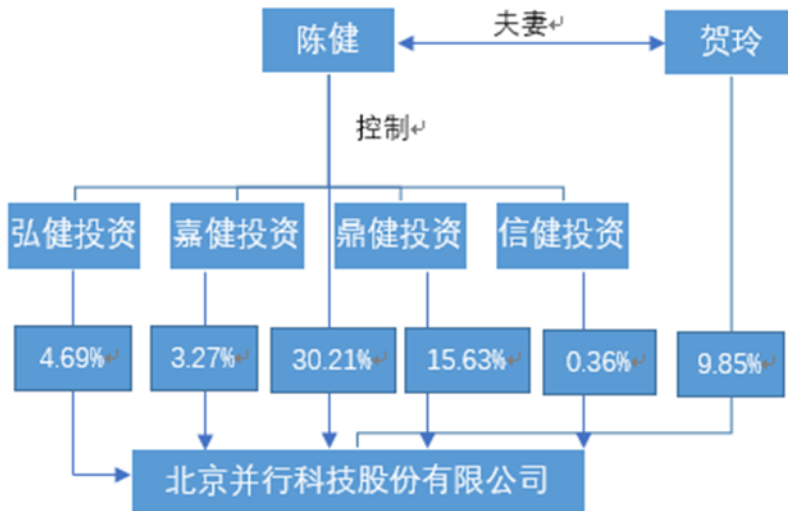 陈健
夫妻↵
贺玲
控制↵
弘健投资
嘉健投资
鼎健投资
信健投资
4.69%↵
3.27%↵
30.21%↵
15.63%↵
0.36%↵
9.85%↵
北京并行科技股份有限公司